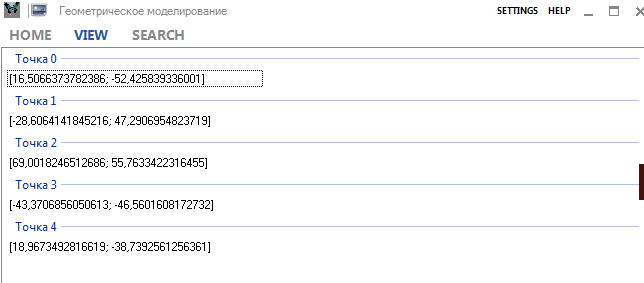 Геометрическое моделирование SETTINGS HELP
HOME VIEW SEARCH
Точка 0
[16,5066373782386; -52,425839336001]
Точка 1
[-28,6064141845216; 47,2906954823719]
Точка 2
[69,0018246512686; 55,7633422316455]
Точка 3
[-43,3706856050613; -46,5601608172732]
Точка 4
[18,9673492816619; -38,7392561256361]